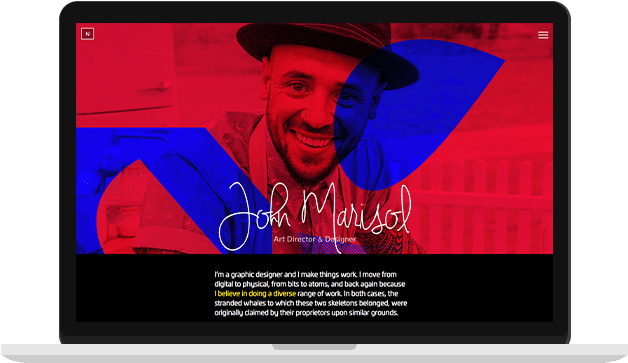 N
John Marisol
Art Director & Designer
I'm a graphic designer and I make things work. I move from
digital to physical, from bits to atoms, and back again because
I believe in doing a diverse range of work. In both cases, the
stranded whales to which these two skeletons belonged, were
originally claimed by their proprietors upon similar grounds.